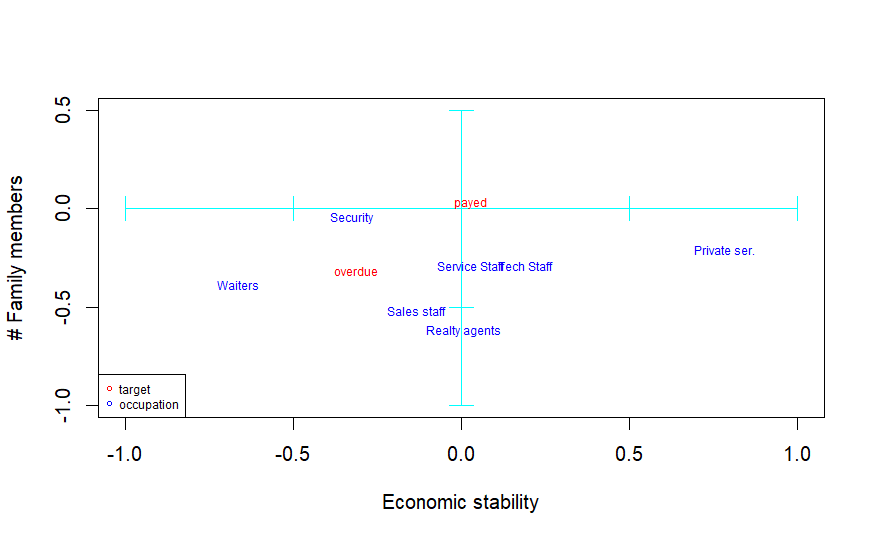 0.5
0.0
-0.5
-1.0
# Family members
payed
Security
Private ser.
Service Staff
Tech Staff
overdue
Waiters
Sales staff
Realty agents
target
occupation
-1.0
-0.5
0.0
0.5
1.0
Economic stability